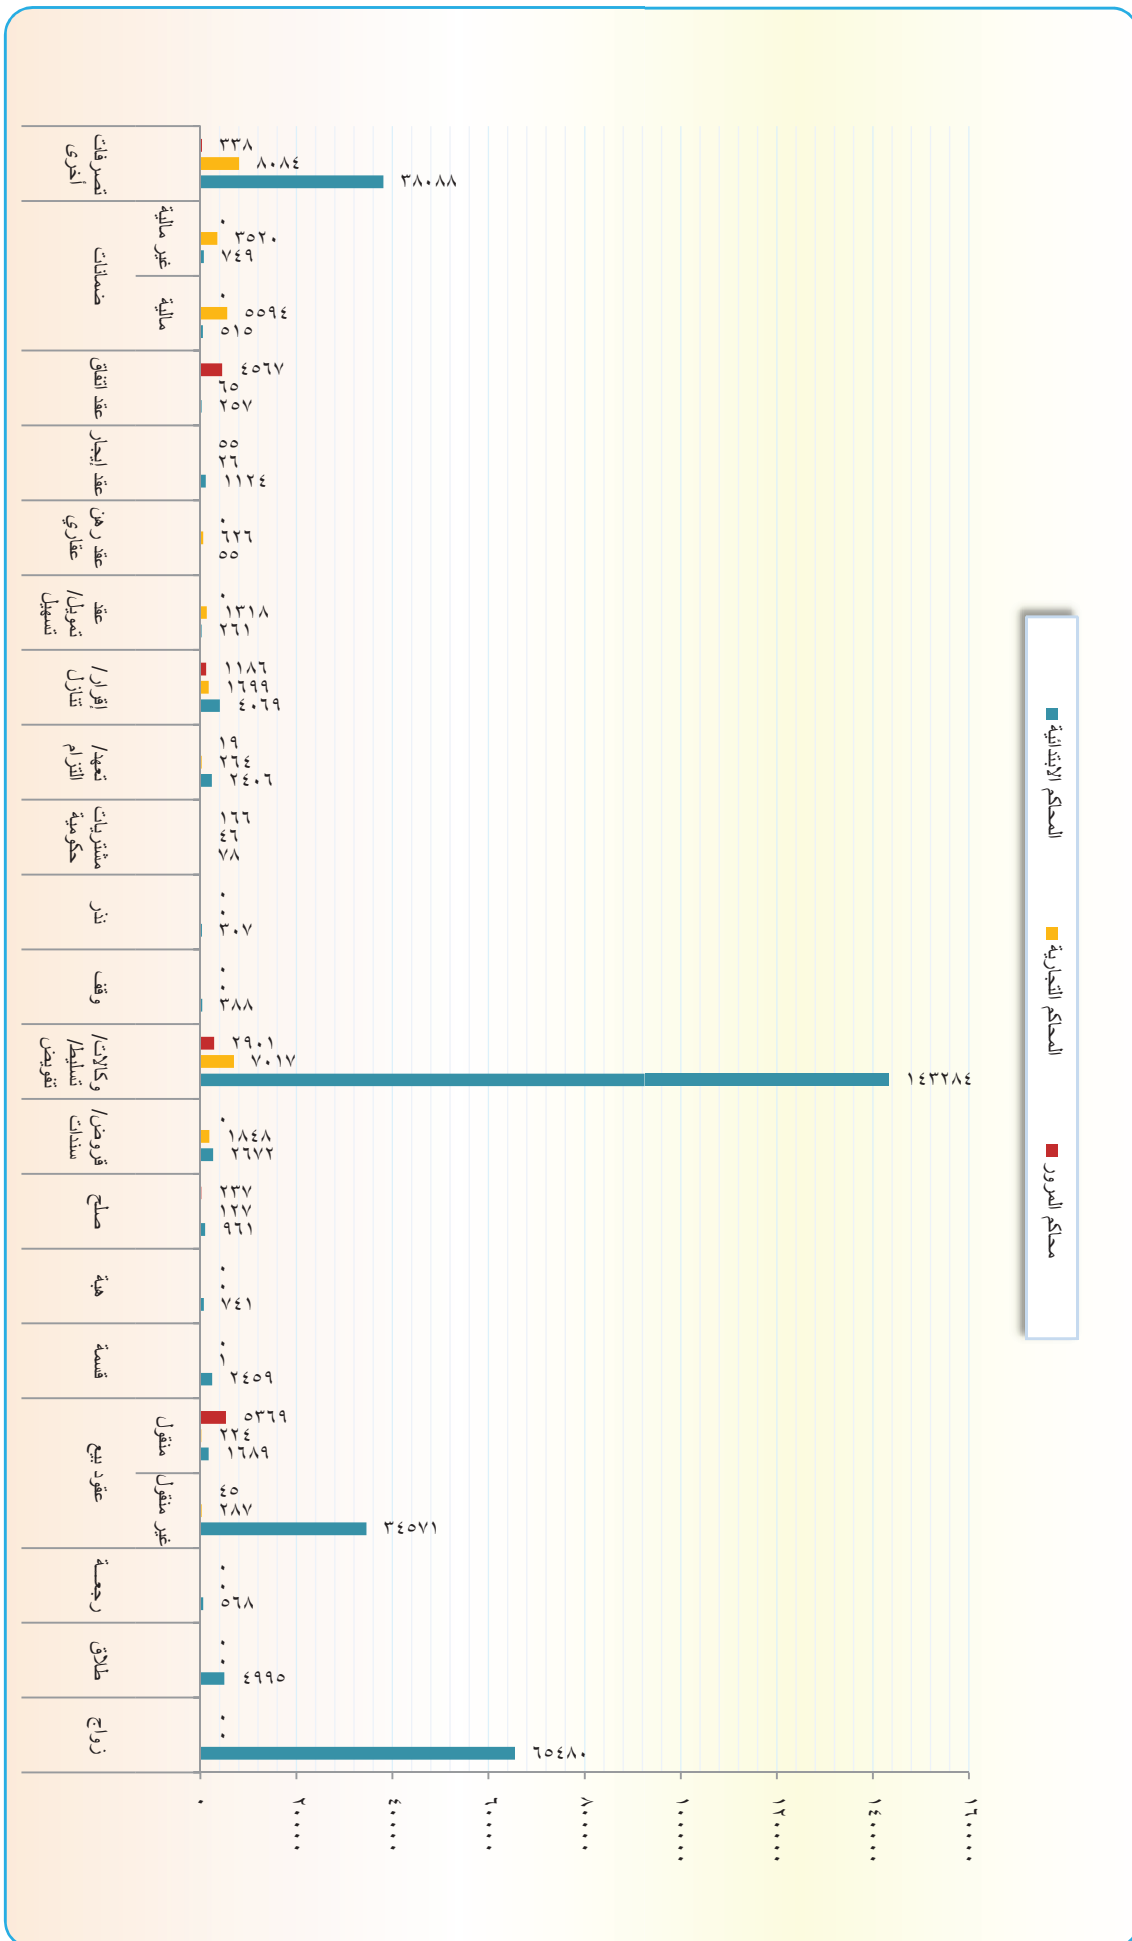 المحاكم الابتدائية
المحاكم التجارية
محاكم المرور
تصرفات
أخرى
٣٣٨
٨٠٨٤
٣٨٠٨٨
ضمانات
غير مالية
٠
٣٥٢٠
٧٤٩
مالية
٠
٥٥٩٤
٥١٥
عقد اتفاق
٤٥٦٧
٦٥
٢٥٧
عقد إيجار
٥٥
٢٦
١١٢٤
عقد رهن
عقاري
٠
٦٢٦
٥٥
عقد
تمويل/
تسهيل
٠
١٣١٨
٢٦١
إقرار/
تنازل
١١٨٦
١٦٩٩
٤٠٦٩
تعهد/
التزام
١٩
٢٦٤
٢٤٠٦
مشتريات
حكومية
١٦٦
٤٦
٧٨
نذر
٠
٠
٣٠٧
وقف
٠
٠
٣٨٨
وكالات/
تسليط/
تفويض
٢٩٠١
٧٠١٧
١٤٣٢٨٤
قروض/
سندات
٠
١٨٤٨
٢٦٧٢
صلح
٢٣٧
١٢٧
٩٦١
هبة
٠
٠
٧٤١
قسمة
٠
١
٢٤٥٩
عقود بيع
منقول
٥٣٦٩
٢٢٤
١٦٨٩
غير منقول
٤٥
٢٨٧
٣٤٥٧١
رجعـــة
٠
٠
٥٦٨
طلاق
٠
٠
٤٩٩٥
زواج
٠
٠
٦٥٤٨٠
٠
٢٠٠٠٠
٤٠٠٠٠
٦٠٠٠٠
٨٠٠٠٠
١٠٠٠٠٠
١٢٠٠٠٠
١٤٠٠٠٠
١٦٠٠٠٠